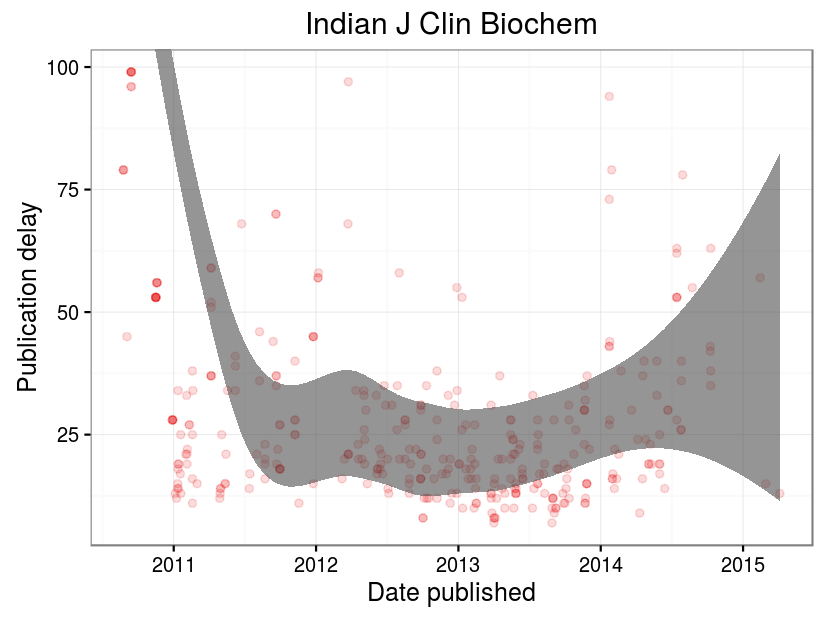 Indian J Clin Biochem
Publication delay
100
75
50
25
2011 2012 2013 2014 2015
Date published